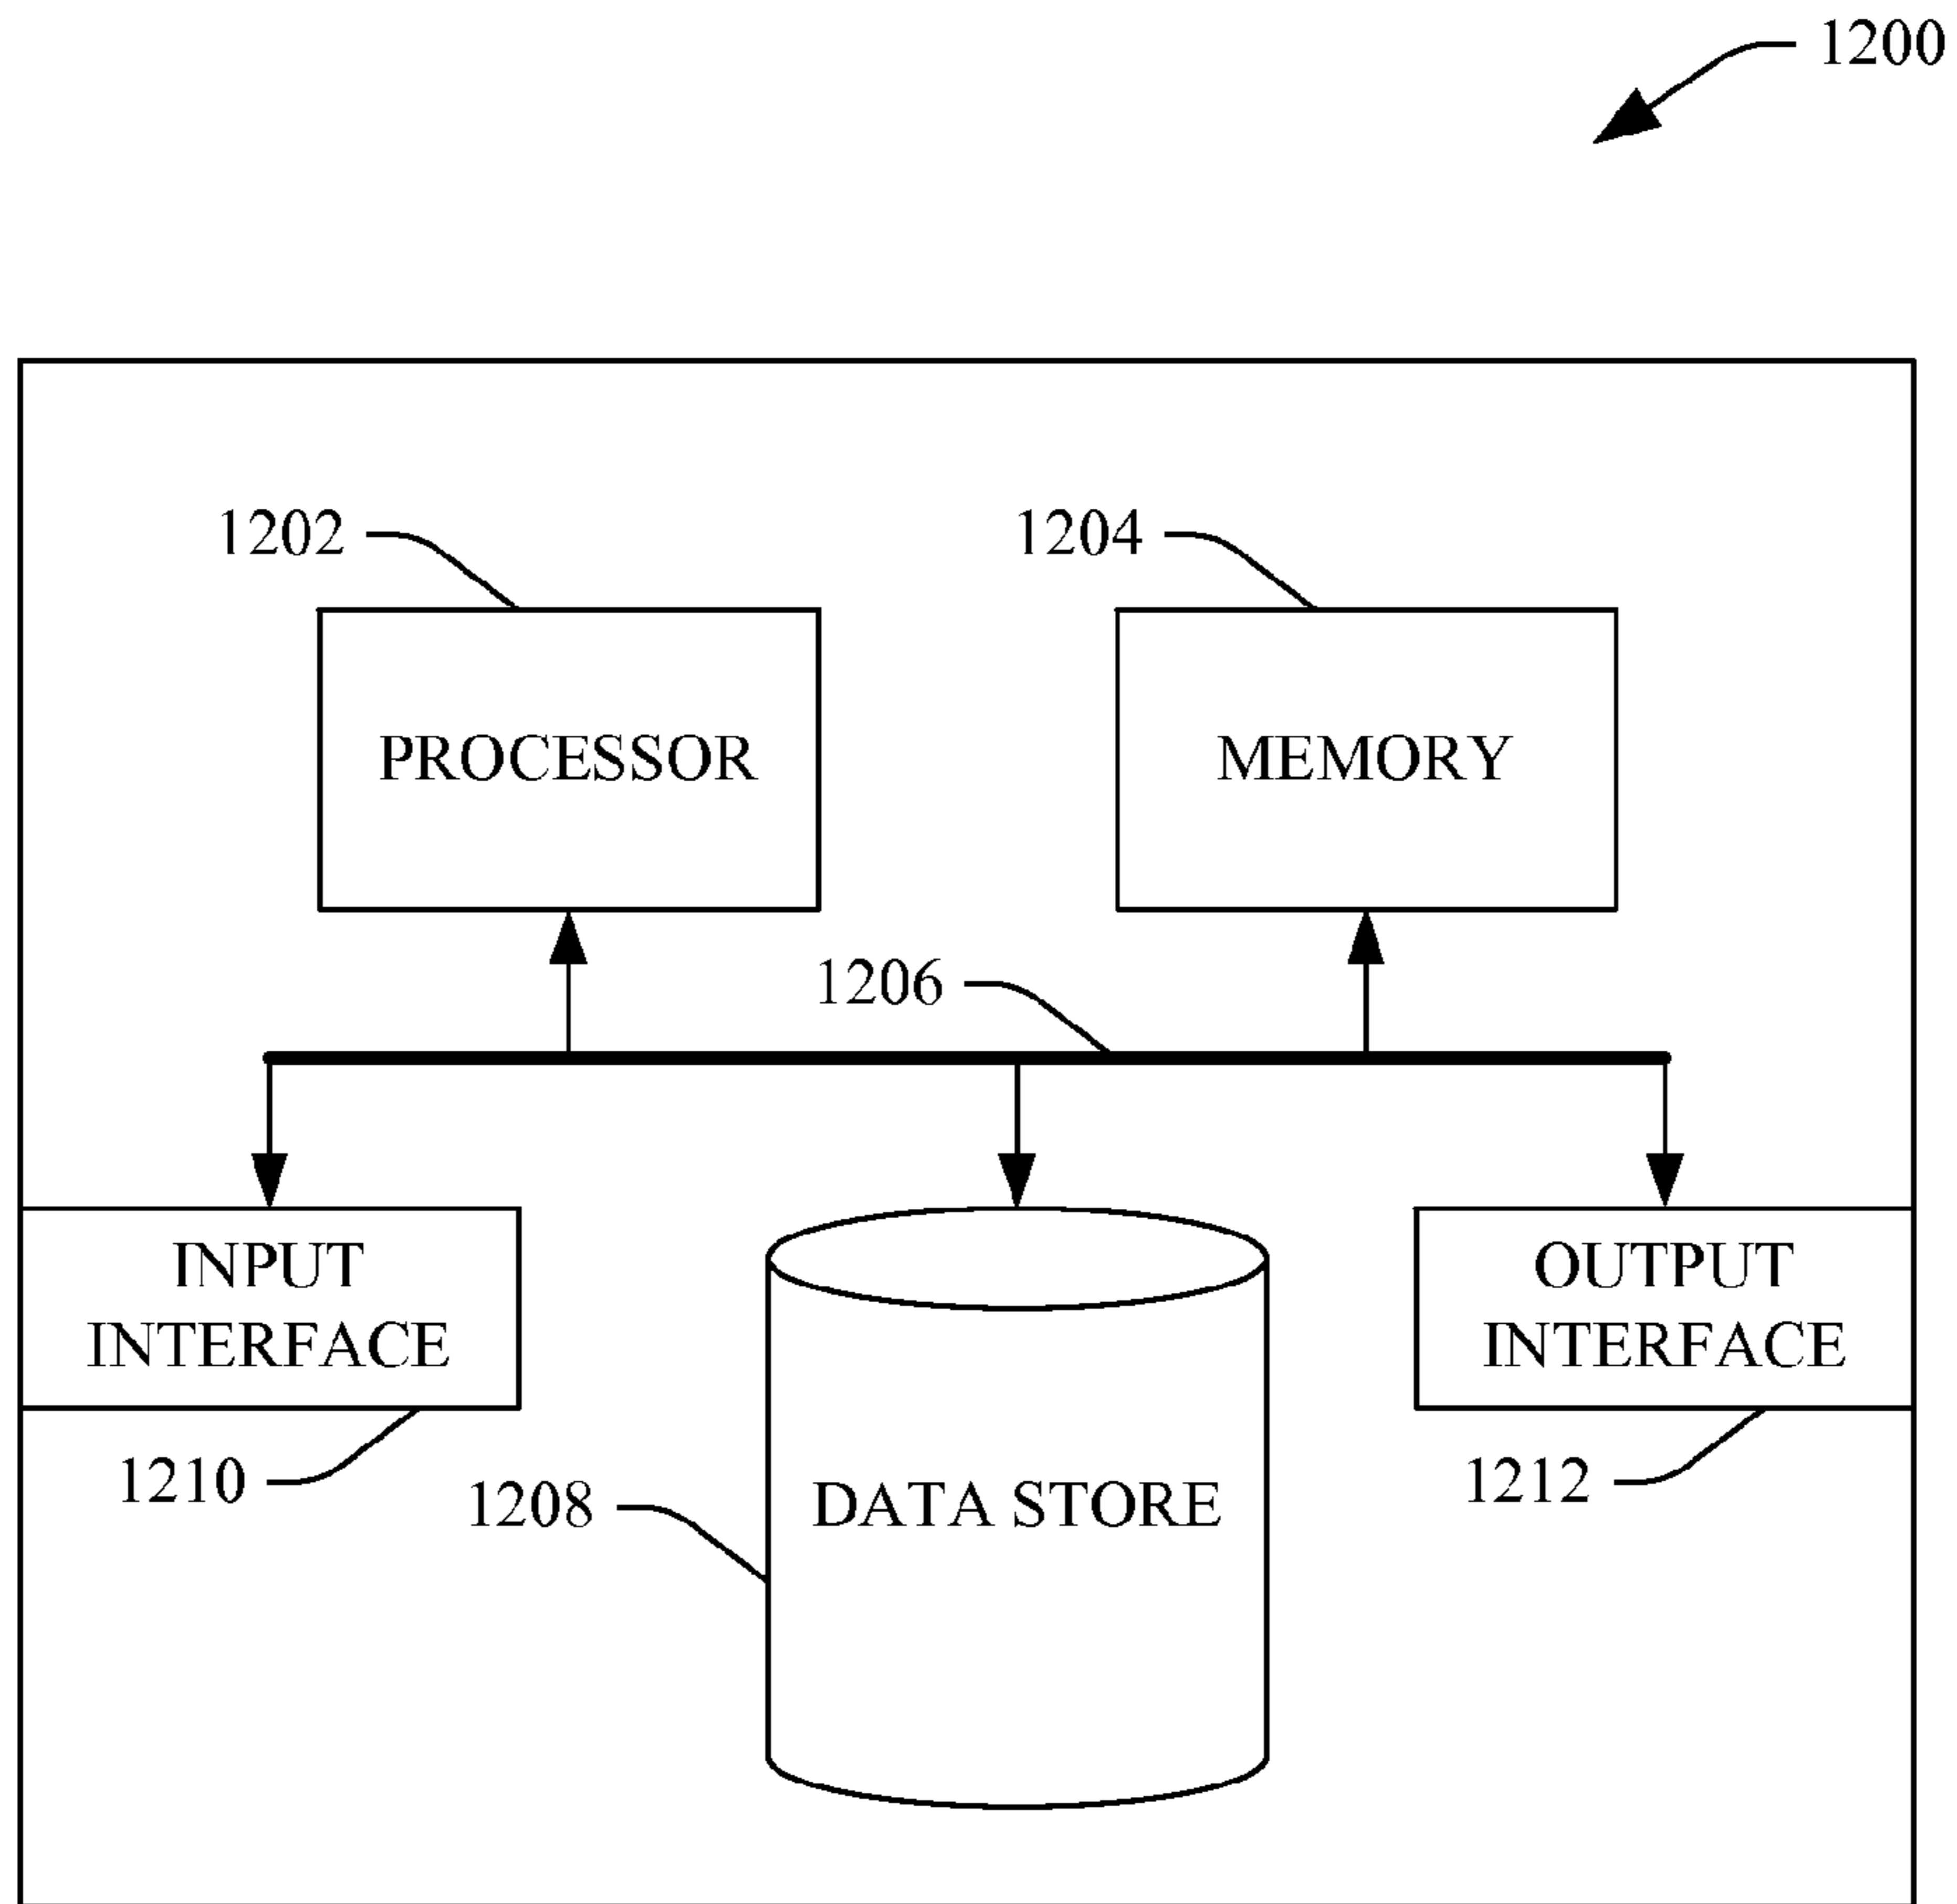 1200
1202
1204
PROCESSOR
MEMORY
1206
INPUT
INTERFACE
OUTPUT
INTERFACE
1210
1208
DATA STORE
1212